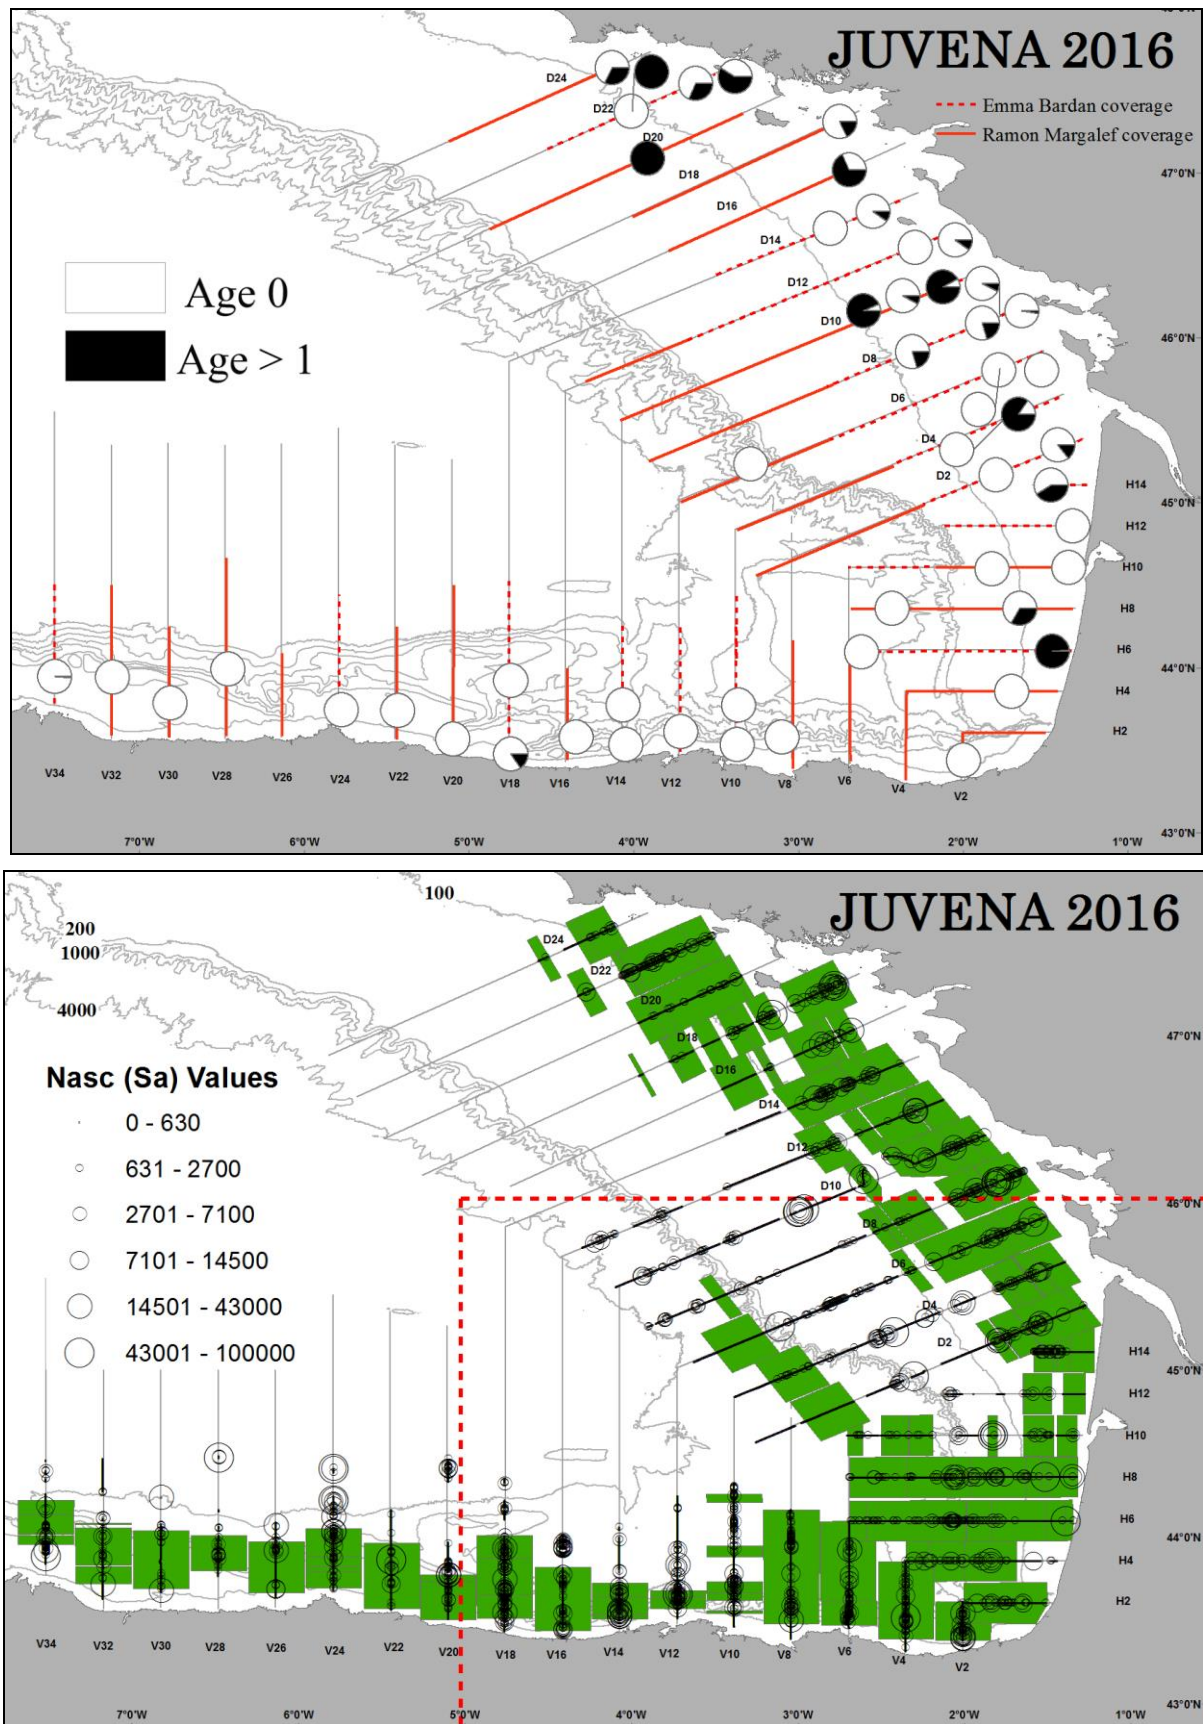 JUVENA 2016
Emma Bardan coverage
Ramon Margalef coverage
D24
D22
D20
D18
D16
D14
D12
D10
D8
D6
D4
D2
47°0'N
46°0'N
45°0'N
44°0'N
43°0'N
Age 0
Age > 1
H14
H12
H10
H8
H6
H4
H2
V34
V32
V30
V28
V26
V24
V22
V20
V18
V16
V14
V12
V10
V8
V6
V4
V2
7°0'W
6°0'W
5°0'W
4°0'W
3°0'W
2°0'W
1°0'W
JUVENA 2016
100
200
1000
4000
D24
D22
D20
D18
D16
D14
D12
D10
D8
D6
D4
D2
47°0'N
46°0'N
45°0'N
44°0'N
43°0'N
Nasc (Sa) Values
0 - 630
631 - 2700
2701 - 7100
7101 - 14500
14501 - 43000
43001 - 100000
H14
H12
H10
H8
H6
H4
H2
V34
V32
V30
V28
V26
V24
V22
V20
V18
V16
V14
V12
V10
V8
V6
V4
V2
7°0'W
6°0'W
5°0'W
4°0'W
3°0'W
2°0'W
1°0'W